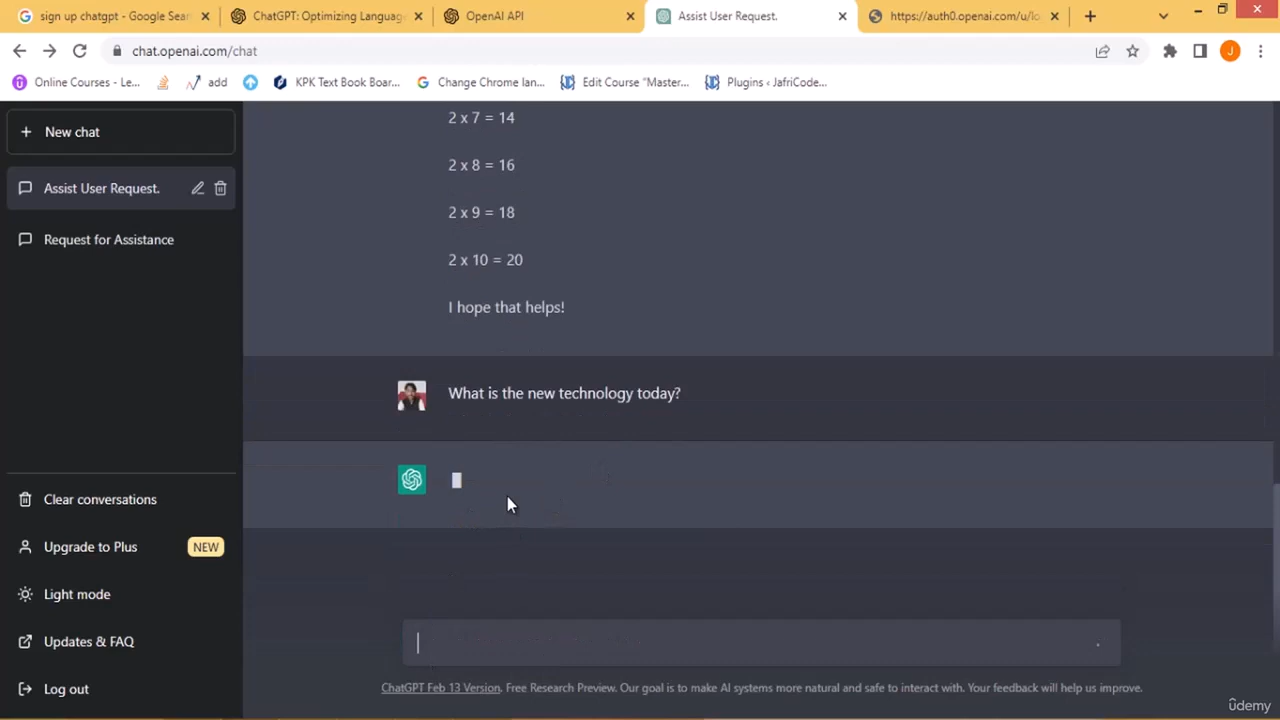 sign up chatgpt - Google Sear
ChatGPT: Optimizing Language
OpenAI API
Assist User Request.
https://auth0.openai.com/u/lo
chat.openai.com/chat
J
Online Courses - Le...
add
KPK Text Book Boar...
Change Chrome lan...
Edit Course "Master...
Plugins ‹ JafriCode...
New chat
Assist User Request.
Request for Assistance
2 x 7 = 14
2 x 8 = 16
2 x 9 = 18
2 x 10 = 20
I hope that helps!
What is the new technology today?
Clear conversations
Upgrade to Plus NEW
Light mode
Updates & FAQ
Log out
ChatGPT Feb 13 Version. Free Research Preview. Our goal is to make AI systems more natural and safe to interact with. Your feedback will help us improve.
ûdemy